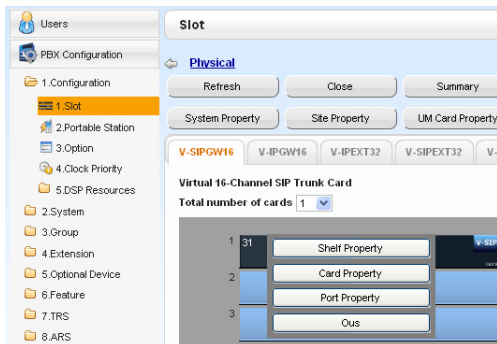 Users
Slot
PBX Configuration
Physical
1.Configuration
Refresh
Close
Summary
1.Slot
2.Portable Station
System Property
Site Property
UM Card Property
3.Option
4.Clock Priority
V-SIPGW16
V-IPGW16
V-IPEXT32
V-SIPEXT32
V-
5.DSP Resources
Virtual 16-Channel SIP Trunk Card
2.System
Total number of cards 1
3.Group
1 31
Shelf Property
V-SIP
4.Extension
5.Optional Device
2
Card Property
6.Feature
Port Property
7.TRS
3
Ous
8.ARS